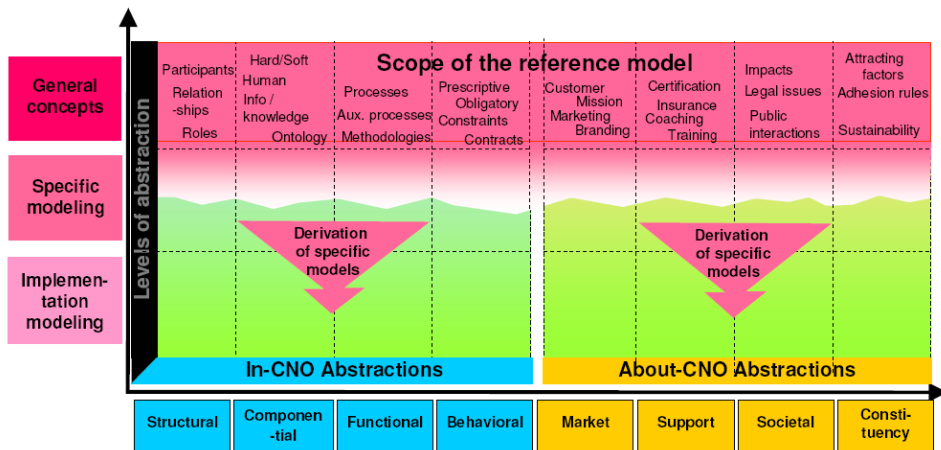 General
concepts
Specific
modeling
Implemen-
tation
modeling
Levels of abstraction
Scope of the reference model
Participants
Relation
-ships
Roles
Hard/Soft
Human
Info /
knowledge
Ontology
Processes
Aux. processes
Methodologies
Prescriptive
Obligatory
Constraints
Contracts
Customer
Mission
Marketing
Branding
Certification
Insurance
Coaching
Training
Impacts
Legal issues
Public
interactions
Attracting
factors
Adhesion rules
Sustainability
Derivation
of specific
models
Derivation
of specific
models
In-CNO Abstractions
About-CNO Abstractions
Structural
Componen
-tial
Functional
Behavioral
Market
Support
Societal
Consti-
tuency